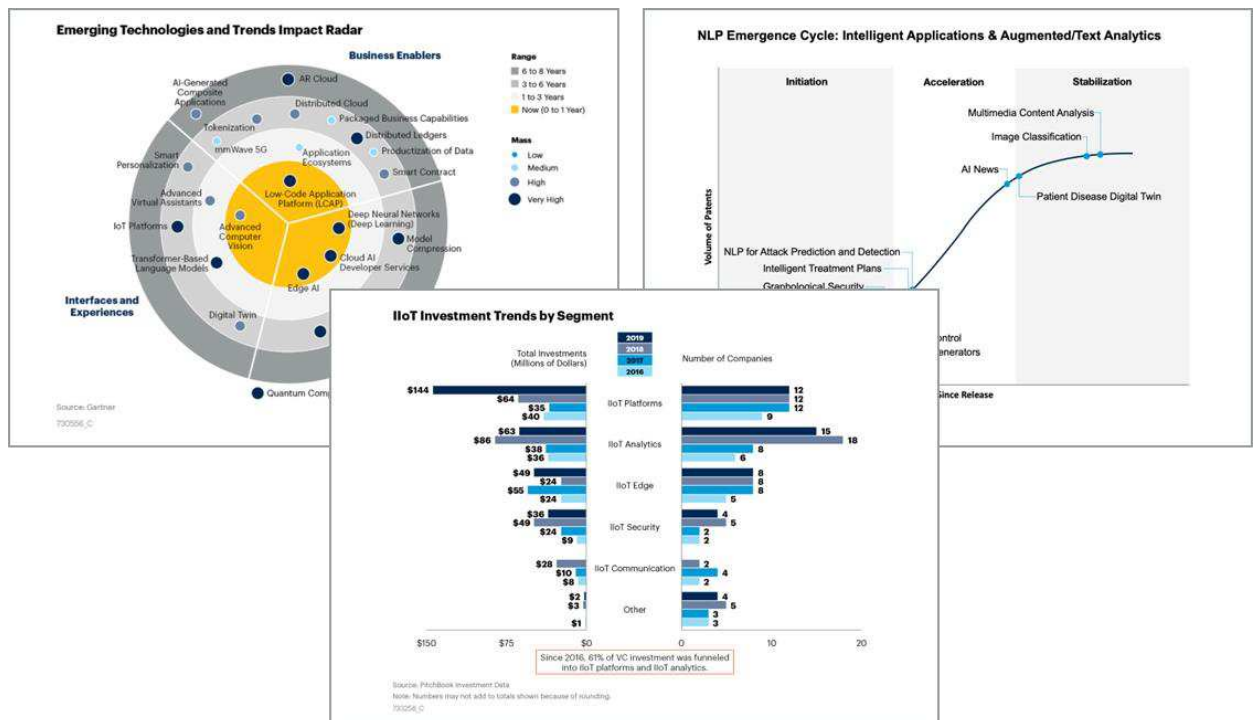 Emerging Technologies and Trends Impact Radar
Business Enablers
Interfaces and
Experiences
AR Cloud
AI-Generated
Composite
Applications
Distributed Cloud
Packaged Business Capabilities
Tokenization
mmWave 5G
Distributed Ledgers
Productization of Data
Application
Ecosystems
Smart Contract
Smart
Personalization
Low-Code Application
Platform (LCAP)
Advanced
Virtual Assistants
Advanced
Computer
Vision
Deep Neural Networks
(Deep Learning)
IoT Platforms
Model
Compression
Cloud AI
Developer Services
Transformer-Based
Language Models
Edge AI
Digital Twin
Quantum Comp
Range
6 to 8 Years
3 to 6 Years
1 to 3 Years
Now (0 to 1 Year)
Mass
Low
Medium
High
Very High
Source: Gartner
730556_C
NLP Emergence Cycle: Intelligent Applications & Augmented/Text Analytics
Initiation
Acceleration
Stabilization
Multimedia Content Analysis
Image Classification
AI News
Patient Disease Digital Twin
Volume of Patents
NLP for Attack Prediction and Detection
Intelligent Treatment Plans
Graphological Security
ontrol
enerators
Since Release
IIoT Investment Trends by Segment
Total Investments
(Millions of Dollars)
2019
2018
2017
2016
Number of Companies
$144
$64
$35
$40
IIoT Platforms
12
12
12
9
$63
$86
$38
$36
IIoT Analytics
15
18
8
6
$49
$24
$55
$24
IIoT Edge
8
8
8
5
$36
$49
$24
$9
IIoT Security
4
5
2
2
$28
$10
$8
IIoT Communication
2
4
2
$2
$3
$1
Other
4
5
3
3
$150
$75
$0
0
10
20
Since 2016, 61% of VC investment was funneled
into IIoT platforms and IIoT analytics.
Source: PitchBook Investment Data
Note: Numbers may not add to totals shown because of rounding.
730258_C